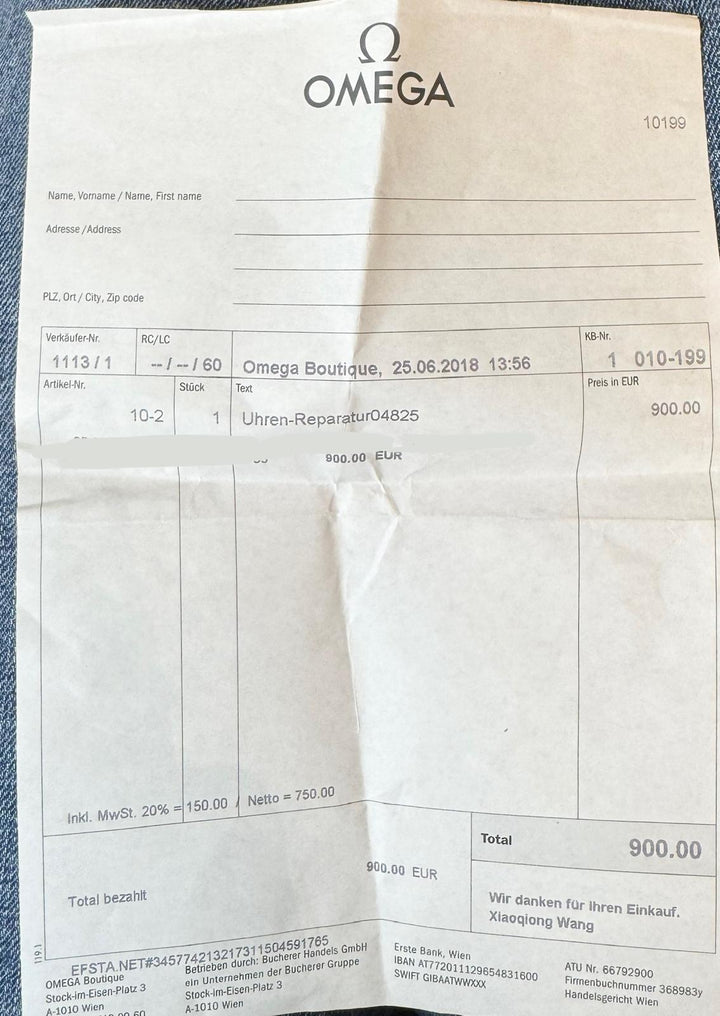 Ω
OMEGA
10199
Name, Vorname / Name, First name
Adresse / Address
PLZ, Ort / City, Zip code
Verkäufer-Nr. RC/LC KB-Nr.
1113 / 1 -- / -- / 60 Omega Boutique, 25.06.2018 13:56 1 010-199
Artikel-Nr. Stück Text Preis in EUR
10-2 1 Uhren-Reparatur04825 900.00
900.00 EUR
Inkl. MwSt. 20% = 150.00 / Netto = 750.00
Total 900.00
Total bezahlt 900.00 EUR
Wir danken für Ihren Einkauf.
Xiaoqiong Wang
119.1
EFSTA.NET#345774213217311504591765
OMEGA Boutique
Stock-im-Eisen-Platz 3
A-1010 Wien
Betrieben durch: Bucherer Handels GmbH
ein Unternehmen der Bucherer Gruppe
Stock-im-Eisen-Platz 3
A-1010 Wien
Erste Bank, Wien
IBAN AT772011129654831600
SWIFT GIBAATWWXXX
ATU Nr. 66792900
Firmenbuchnummer 368983y
Handelsgericht Wien